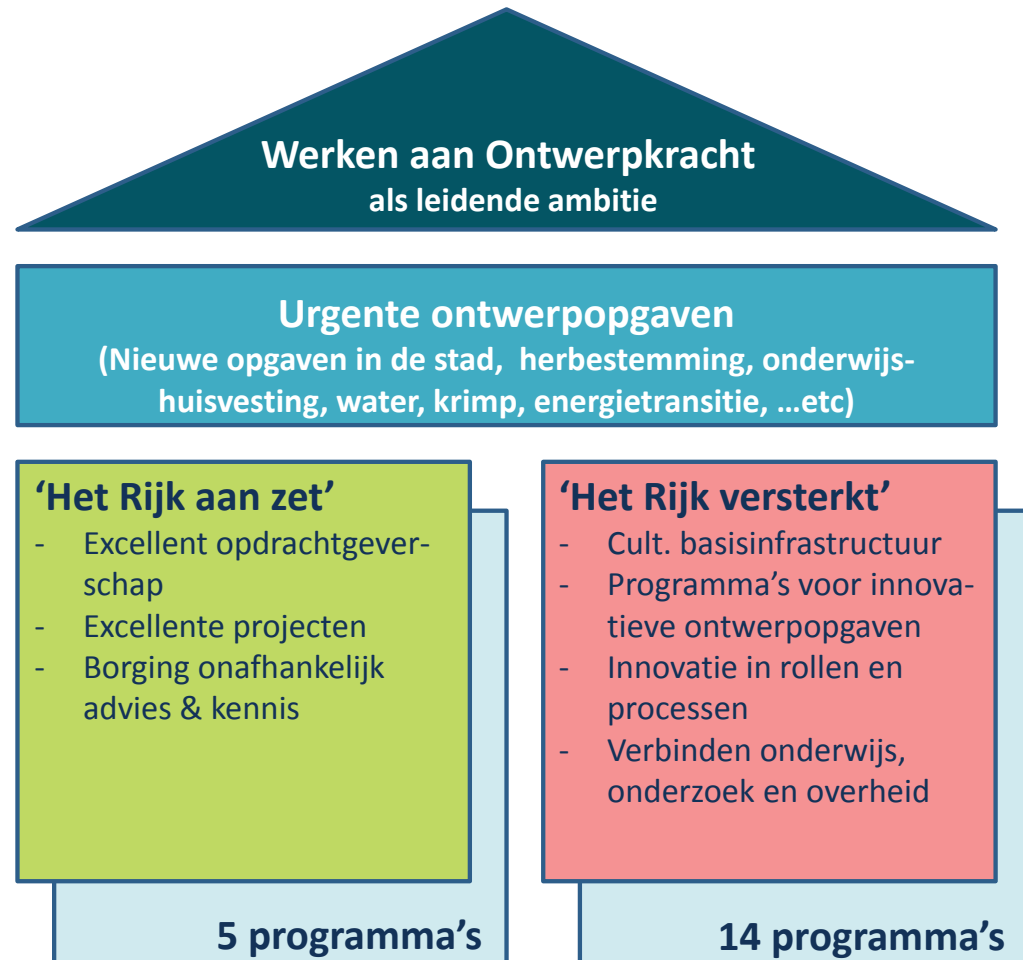 Werken aan Ontwerpkracht
als leidende ambitie
Urgente ontwerpopgaven
(Nieuwe opgaven in de stad, herbestemming, onderwijs-
huisvesting, water, krimp, energietransitie, ...etc)
‘Het Rijk aan zet’
- Excellent opdrachtgever-
schap
- Excellente projecten
- Borging onafhankelijk
advies & kennis
5 programma’s
‘Het Rijk versterkt’
- Cult. basisinfrastructuur
- Programma’s voor innova-
tieve ontwerpopgaven
- Innovatie in rollen en
processen
- Verbinden onderwijs,
onderzoek en overheid
14 programma’s